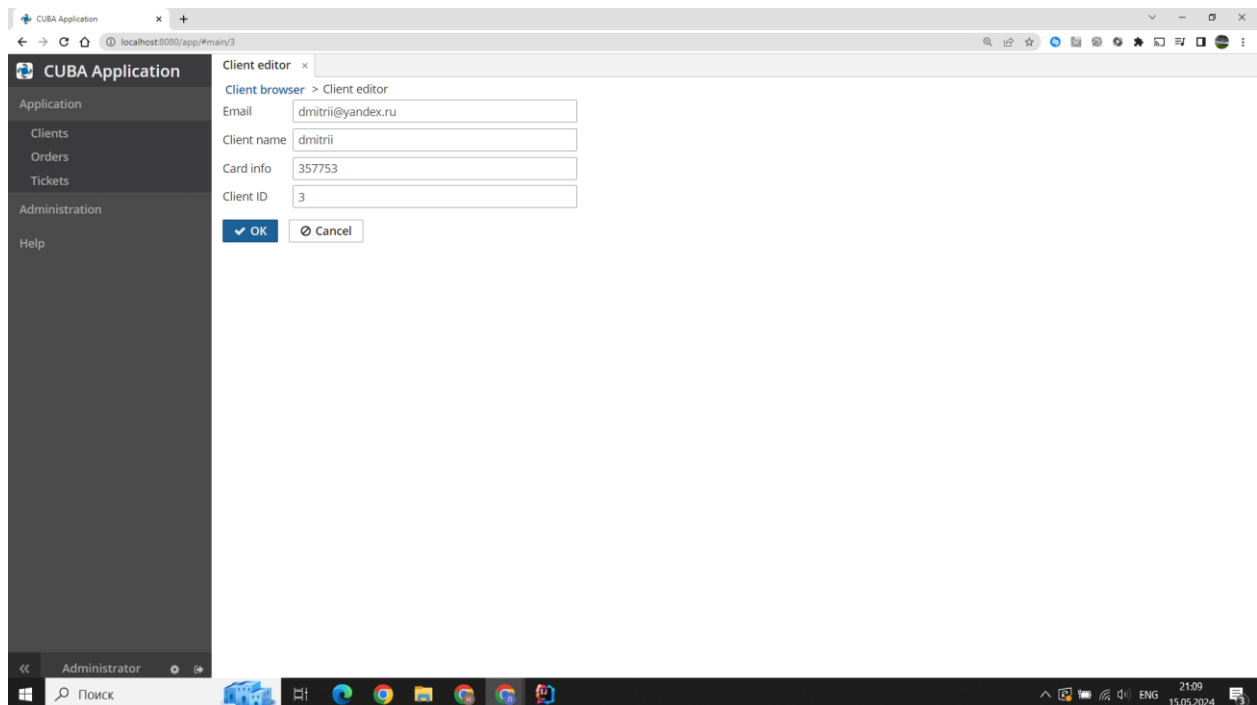 CUBA Application
localhost:8080/app/#main/3
CUBA Application
Client editor
Client browser > Client editor
Application
Clients
Orders
Tickets
Administration
Help
Email dmitrii@yandex.ru
Client name dmitrii
Card info 357753
Client ID 3
OK Cancel
Administrator
Поиск
ENG
21:09
15.05.2024
3